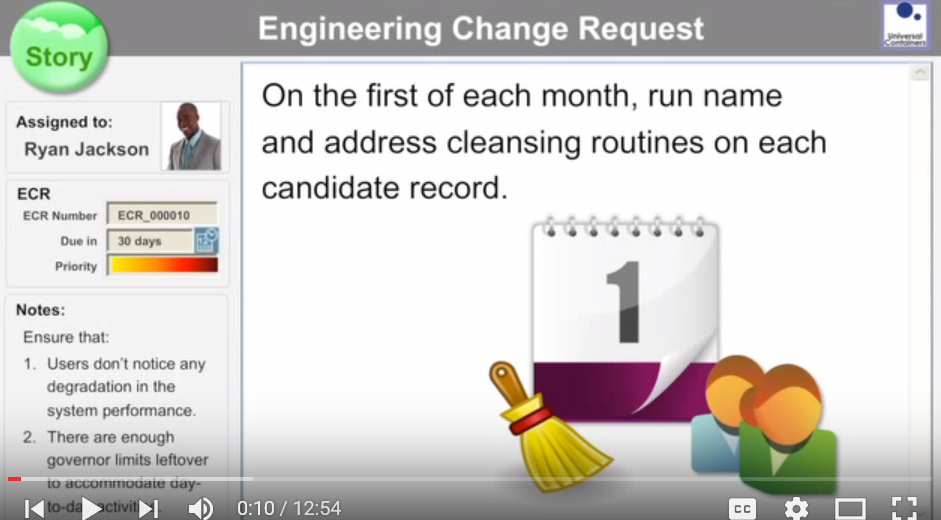 Story
Engineering Change Request
Universal
Containers
Assigned to:
Ryan Jackson
ECR
ECR Number ECR_000010
Due in 30 days
Priority
Notes:
Ensure that:
1. Users don't notice any
degradation in the
system performance.
2. There are enough
governor limits leftover
to accommodate day-
to-day
On the first of each month, run name
and address cleansing routines on each
candidate record.
1
0:10 / 12:54
CC